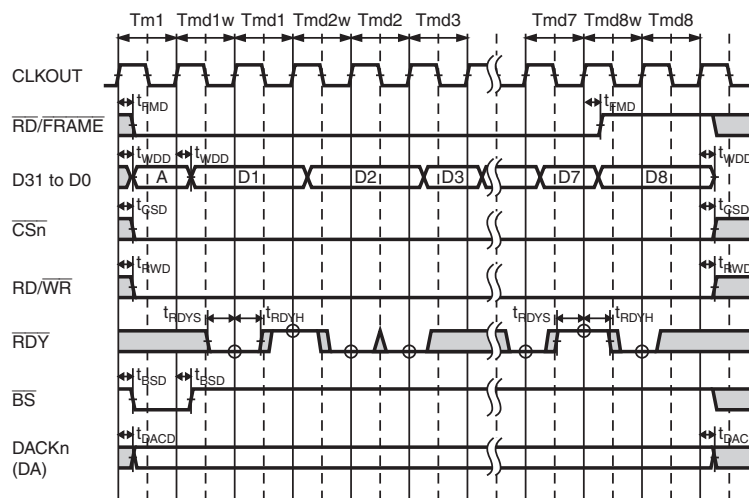 Tm1 Tmd1w Tmd1 Tmd2w Tmd2 Tmd3 Tmd7 Tmd8w Tmd8
CLKOUT
tFMD tFMD
RD/FRAME
tWDD tWDD tWDD
D31 to D0 A D1 D2 D3 D7 D8
tCSD tCSD
CSn
tRWD tRWD
RD/WR
tRDYS tRDYH tRDYS tRDYH
RDY
tBSD tBSD
BS
tDACD tDACD
DACKn
(DA)